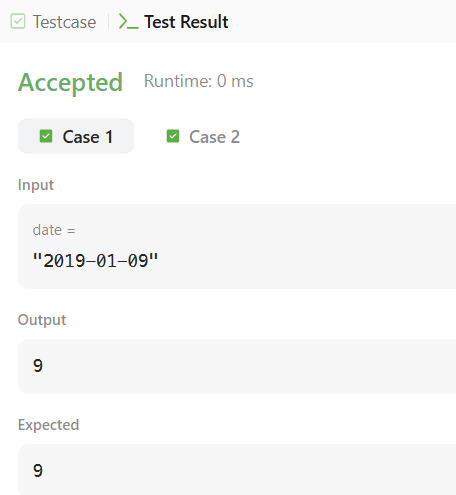 Testcase
Test Result
Accepted Runtime: 0 ms
Case 1 Case 2
Input
date =
"2019-01-09"
Output
9
Expected
9